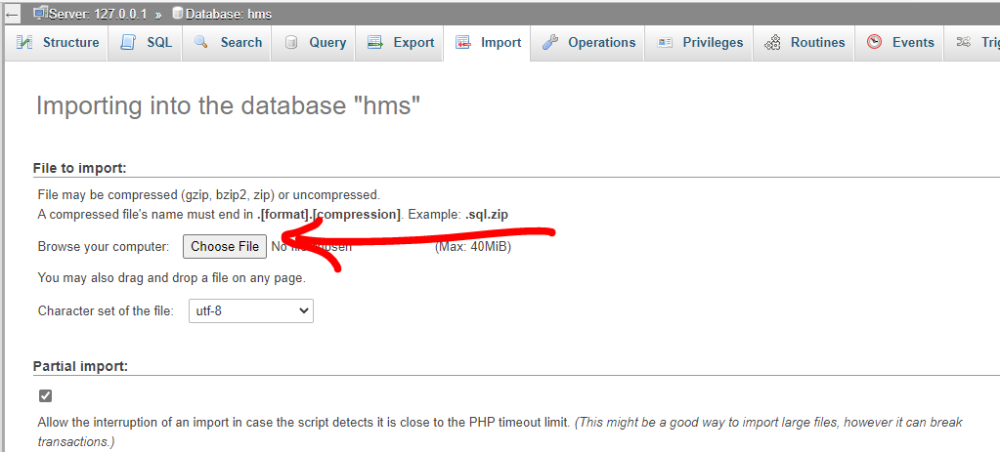 Server: 127.0.0.1 » Database: hms
Structure SQL Search Query Export Import Operations Privileges Routines Events
Importing into the database "hms"
File to import:
File may be compressed (gzip, bzip2, zip) or uncompressed.
A compressed file's name must end in .[format].[compression]. Example: .sql.zip
Browse your computer: Choose File No file chosen (Max: 40MiB)
You may also drag and drop a file on any page.
Character set of the file: utf-8
Partial import:
Allow the interruption of an import in case the script detects it is close to the PHP timeout limit. (This might be a good way to import large files, however it can break
transactions.)